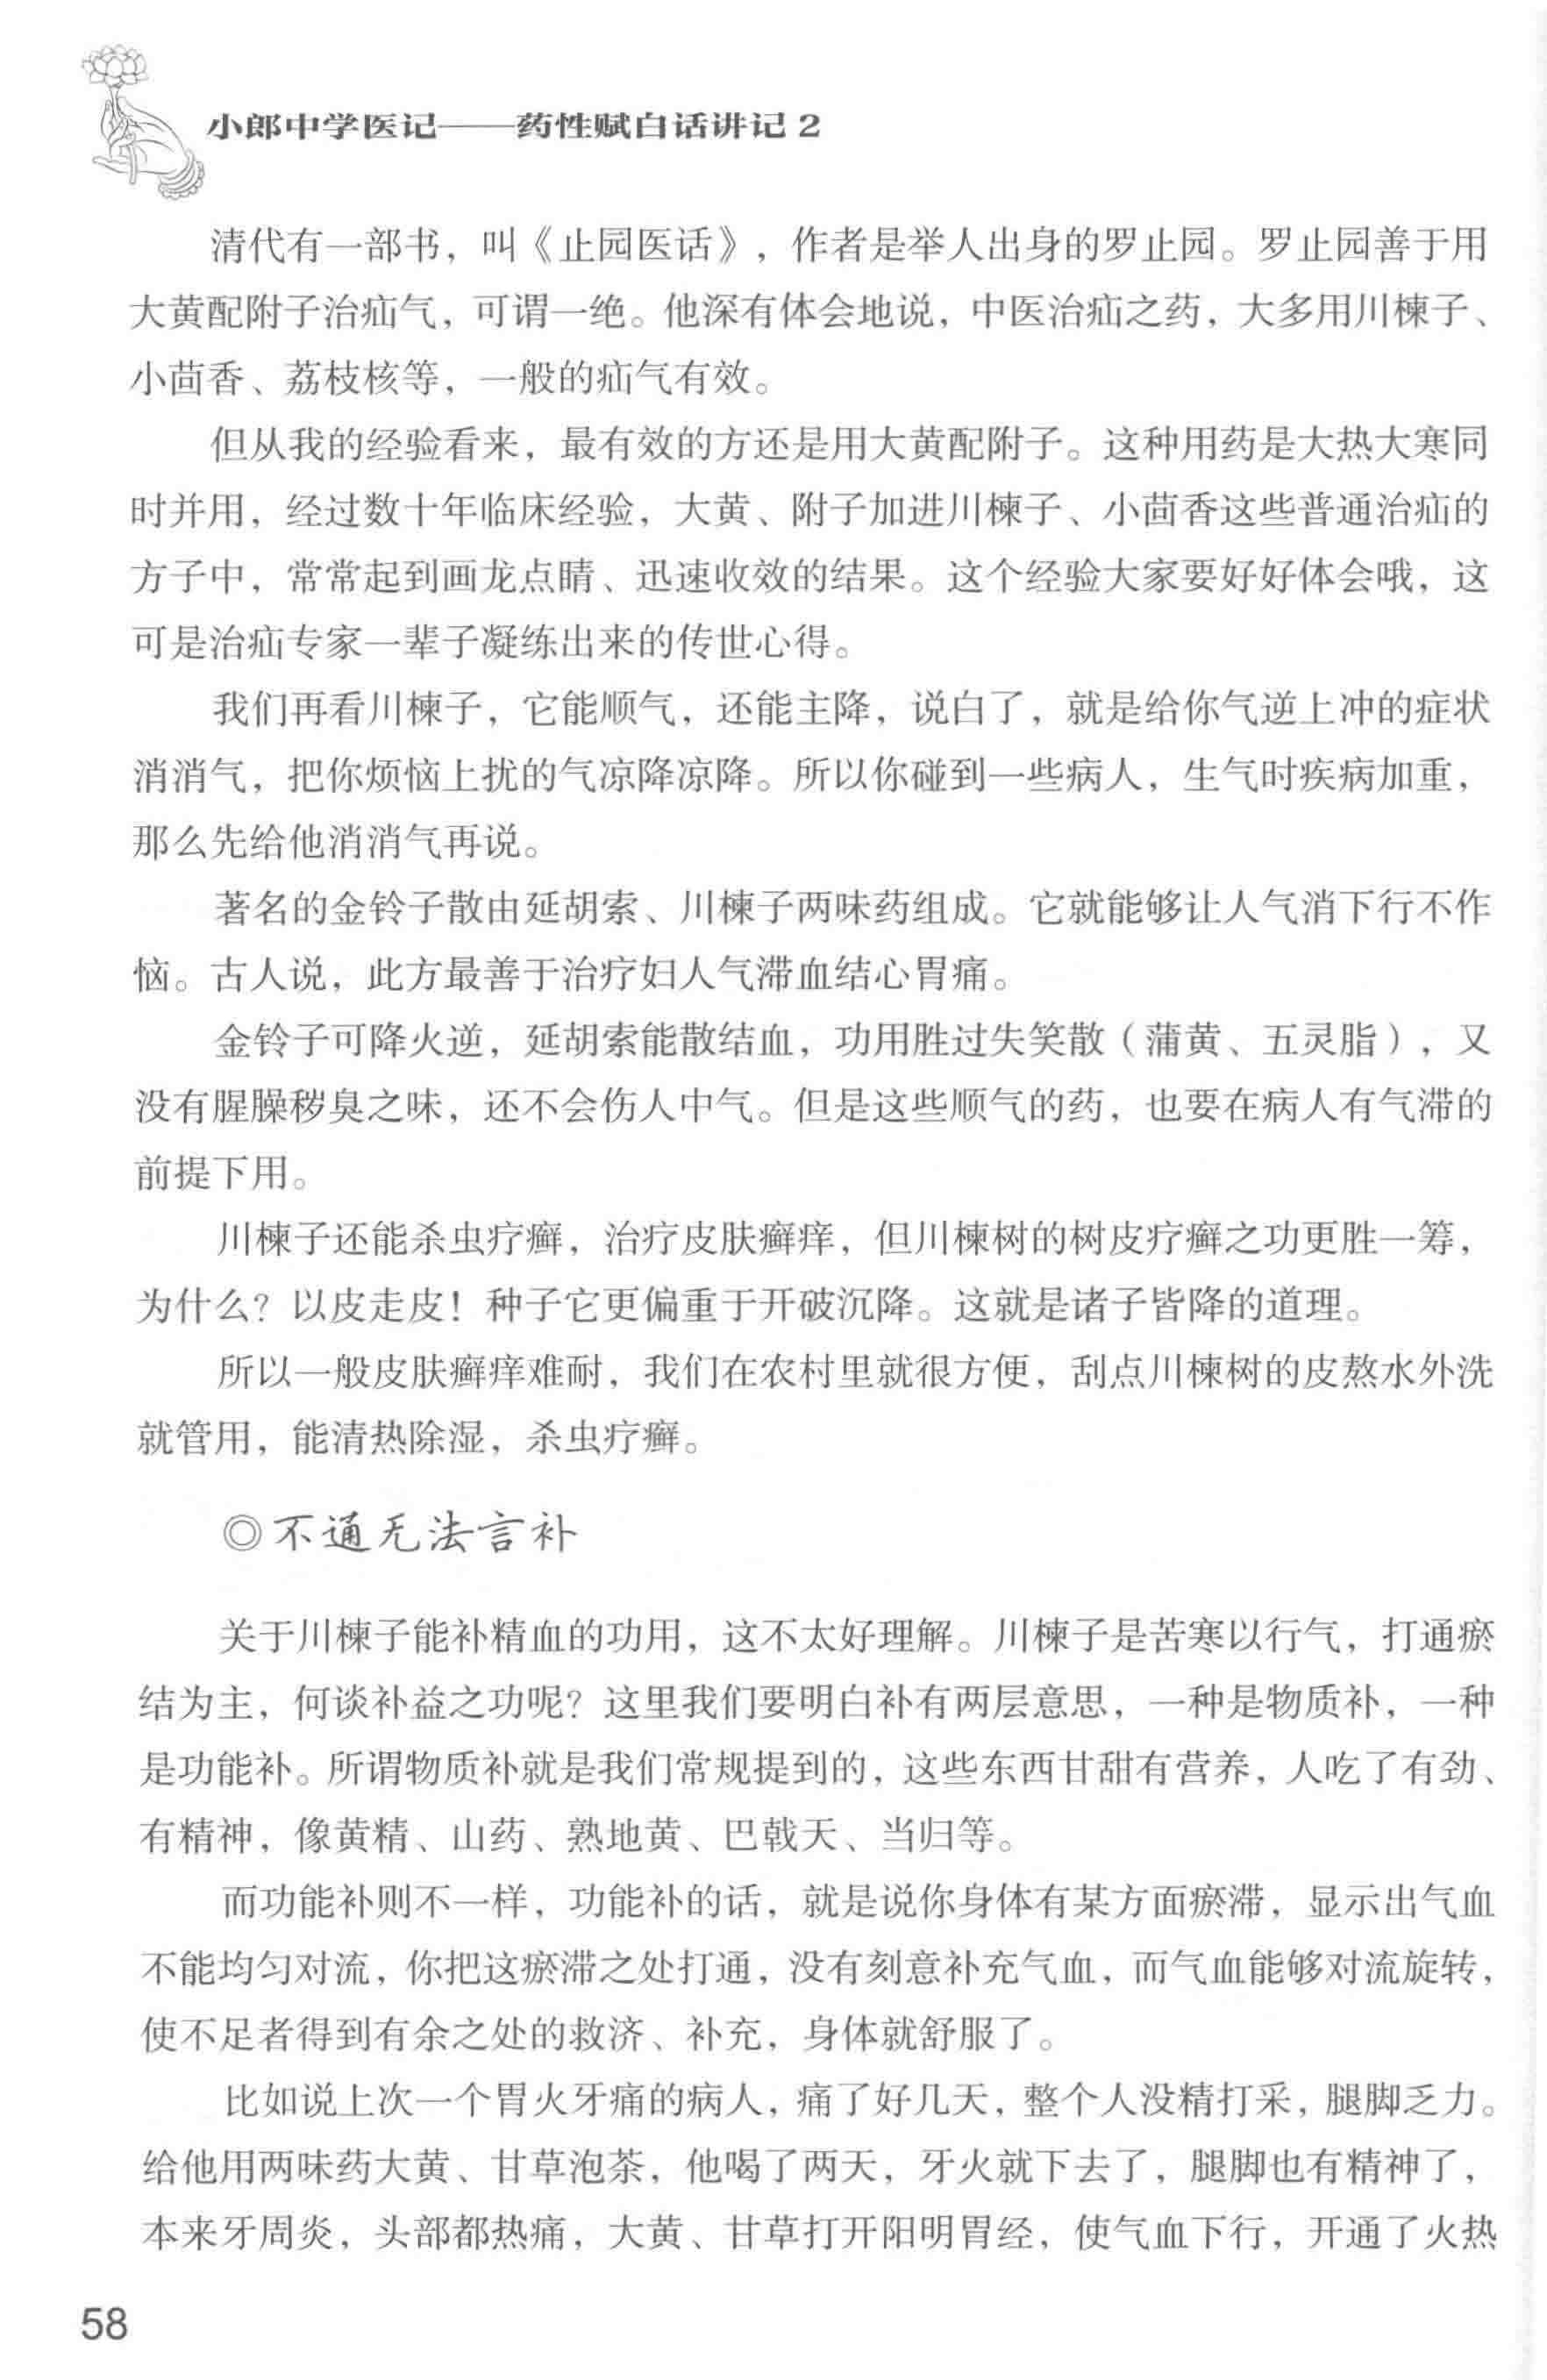 小郎中学医记——药性赋白话讲记 2
清代有一部书，叫《止园医话》，作者是举人出身的罗止园。罗止园善于用
大黄配附子治疝气，可谓一绝。他深有体会地说，中医治疝之药，大多用川楝子、
小茴香、荔枝核等，一般的疝气有效。
但从我的经验看来，最有效的方还是用大黄配附子。这种用药是大热大寒同
时并用，经过数十年临床经验，大黄、附子加进川楝子、小茴香这些普通治疝的
方子中，常常起到画龙点睛、迅速收效的结果。这个经验大家要好好体会哦，这
可是治疝专家一辈子凝练出来的传世心得。
我们再看川楝子，它能顺气，还能主降，说白了，就是给你气逆上冲的症状
消消气，把你烦恼上扰的气凉降凉降。所以你碰到一些病人，生气时疾病加重，
那么先给他消消气再说。
著名的金铃子散由延胡索、川楝子两味药组成。它就能够让人气消下行不作
恼。古人说，此方最善于治疗妇人气滞血结心胃痛。
金铃子可降火逆，延胡索能散结血，功用胜过失笑散（蒲黄、五灵脂），又
没有腥臊秽臭之味，还不会伤人中气。但是这些顺气的药，也要在病人有气滞的
前提下用。
川楝子还能杀虫疗癣，治疗皮肤癣痒，但川楝树的树皮疗癣之功更胜一筹，
为什么？以皮走皮！种子它更偏重于开破沉降。这就是诸子皆降的道理。
所以一般皮肤癣痒难耐，我们在农村里就很方便，刮点川楝树的皮熬水外洗
就管用，能清热除湿，杀虫疗癣。
◎不通无法言补
关于川楝子能补精血的功用，这不太好理解。川楝子是苦寒以行气，打通瘀
结为主，何谈补益之功呢？这里我们要明白补有两层意思，一种是物质补，一种
是功能补。所谓物质补就是我们常规提到的，这些东西甘甜有营养，人吃了有劲、
有精神，像黄精、山药、熟地黄、巴戟天、当归等。
而功能补则不一样，功能补的话，就是说你身体有某方面瘀滞，显示出气血
不能均匀对流，你把这瘀滞之处打通，没有刻意补充气血，而气血能够对流旋转，
使不足者得到有余之处的救济、补充，身体就舒服了。
比如说上次一个胃火牙痛的病人，痛了好几天，整个人没精打采，腿脚乏力。
给他用两味药大黄、甘草泡茶，他喝了两天，牙火就下去了，腿脚也有精神了，
本来牙周炎，头部都热痛，大黄、甘草打开阳明胃经，使气血下行，开通了火热
58